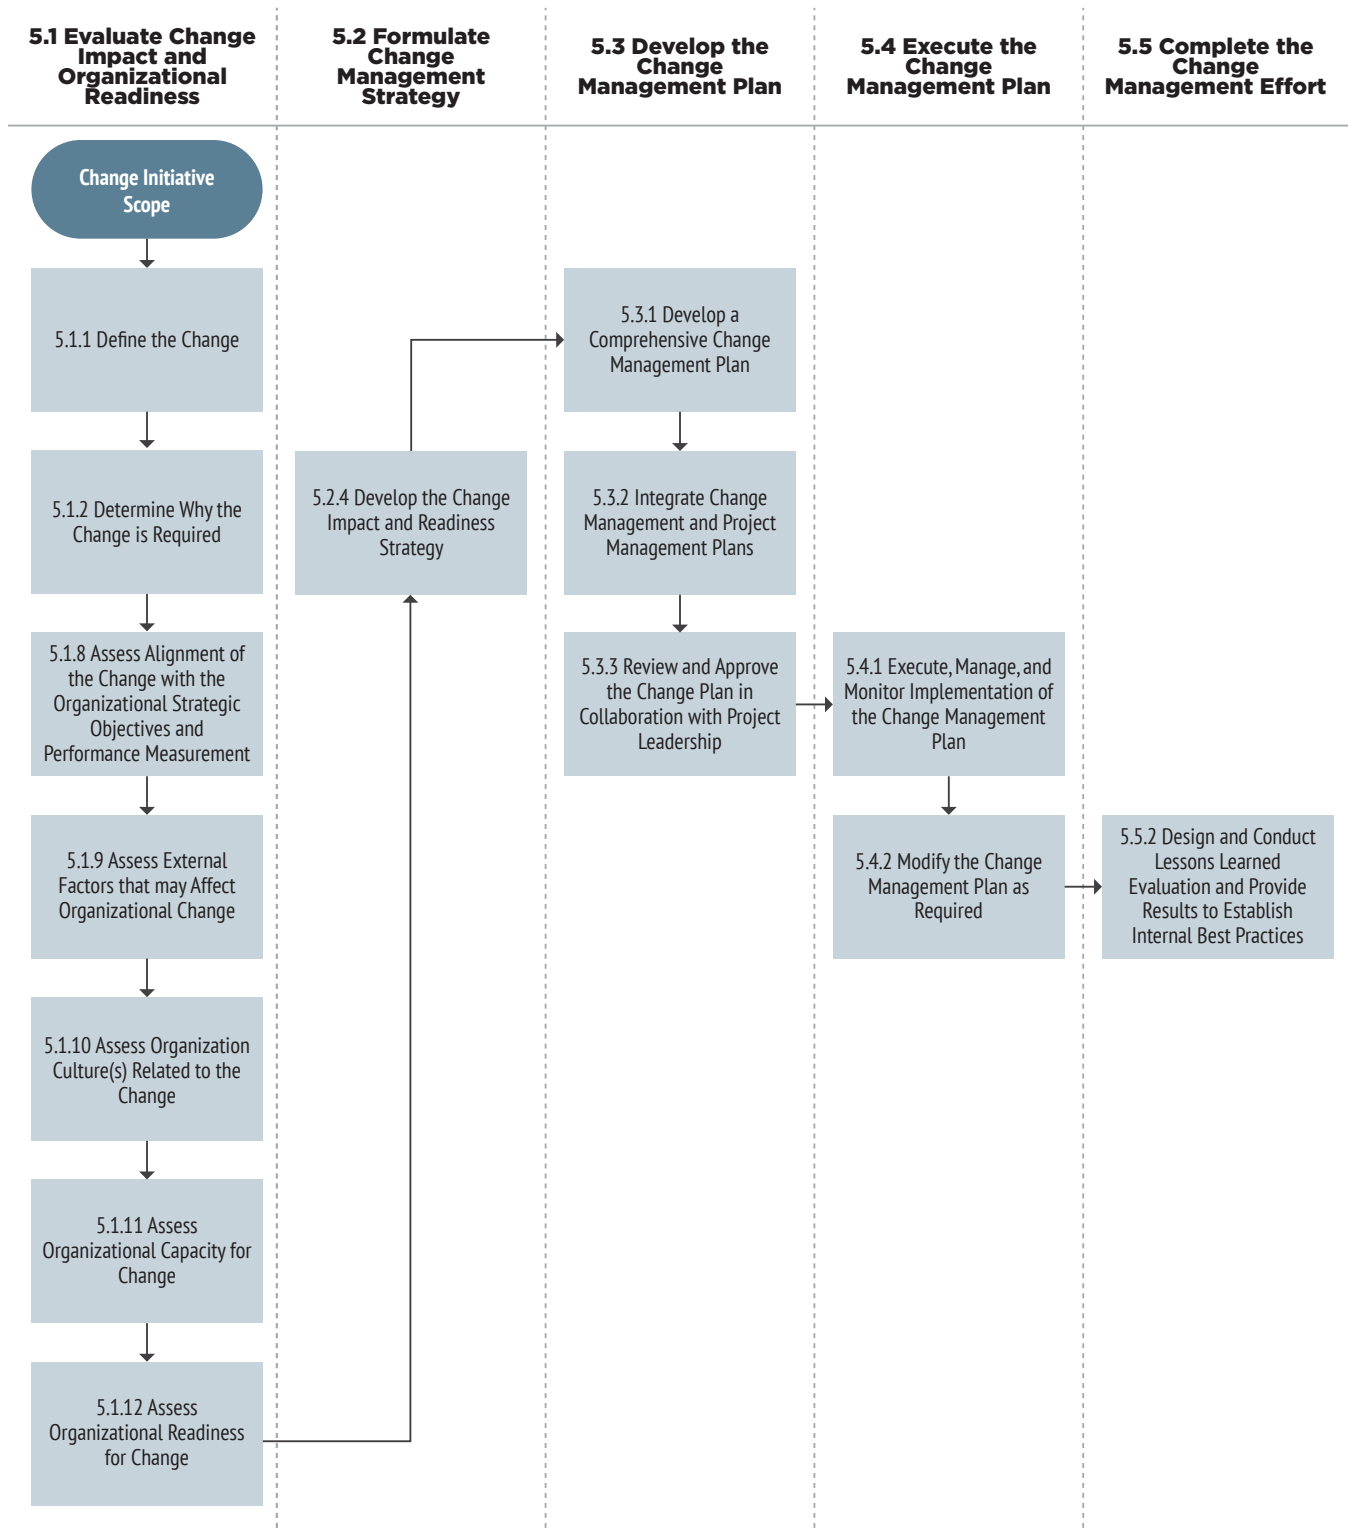 5.1 Evaluate Change
Impact and
Organizational
Readiness
5.2 Formulate
Change
Management
Strategy
5.3 Develop the
Change
Management Plan
5.4 Execute the
Change
Management Plan
5.5 Complete the
Change
Management Effort
Change Initiative
Scope
5.1.1 Define the Change
5.1.2 Determine Why the
Change is Required
5.1.8 Assess Alignment of
the Change with the
Organizational Strategic
Objectives and
Performance Measurement
5.1.9 Assess External
Factors that may Affect
Organizational Change
5.1.10 Assess Organization
Culture(s) Related to the
Change
5.1.11 Assess
Organizational Capacity for
Change
5.1.12 Assess
Organizational Readiness
for Change
5.2.4 Develop the Change
Impact and Readiness
Strategy
5.3.1 Develop a
Comprehensive Change
Management Plan
5.3.2 Integrate Change
Management and Project
Management Plans
5.3.3 Review and Approve
the Change Plan in
Collaboration with Project
Leadership
5.4.1 Execute, Manage, and
Monitor Implementation of
the Change Management
Plan
5.4.2 Modify the Change
Management Plan as
Required
5.5.2 Design and Conduct
Lessons Learned
Evaluation and Provide
Results to Establish
Internal Best Practices